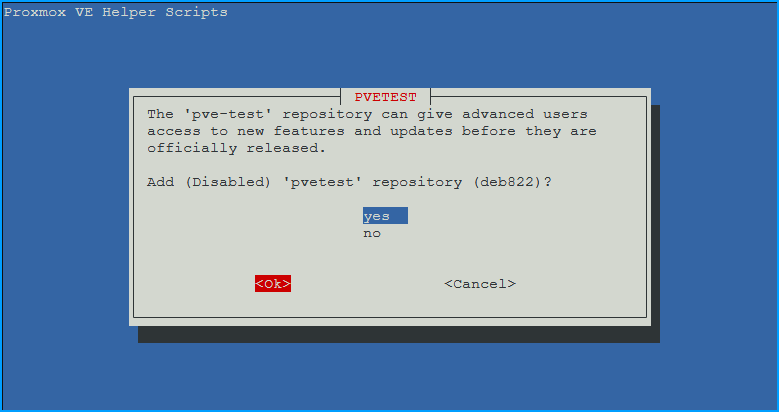 Proxmox VE Helper Scripts
PVETEST
The 'pve-test' repository can give advanced users
access to new features and updates before they are
officially released.
Add (Disabled) 'pvetest' repository (deb822)?
yes
no
<Ok> <Cancel>